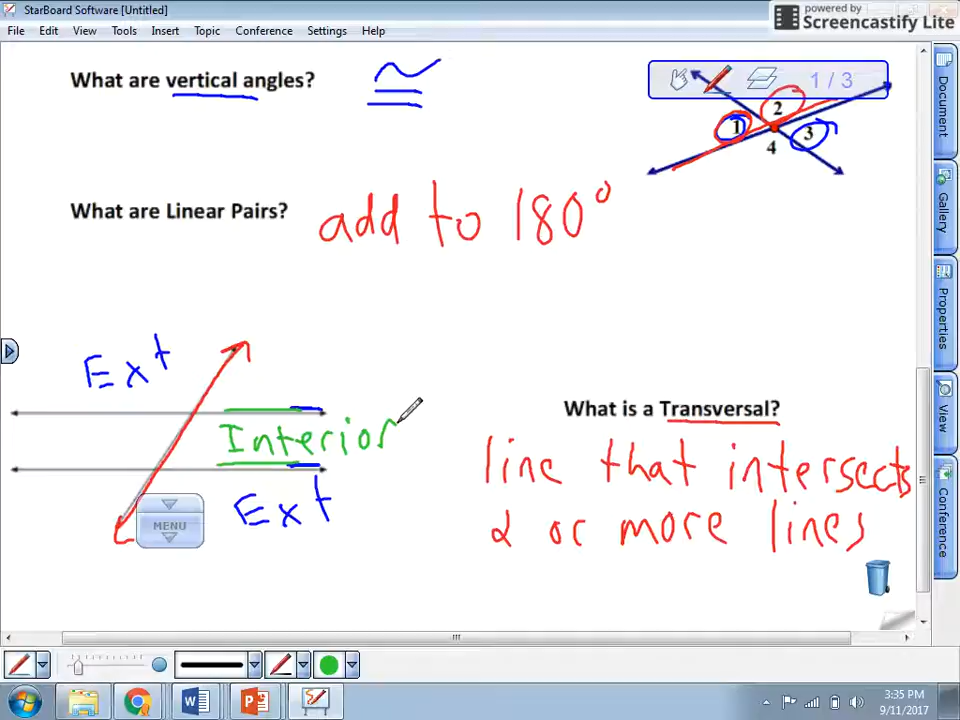 StarBoard Software [Untitled]
powered by
Screencastify Lite
File Edit View Tools Insert Topic Conference Settings Help
What are vertical angles? ≅
1 / 3
1 2 3 4
What are Linear Pairs? add to 180°
Ext
What is a Transversal?
Interior
line that intersects
Ext
2 or more lines
MENU
Document
Gallery
Properties
View
Conference
3:35 PM
9/11/2017